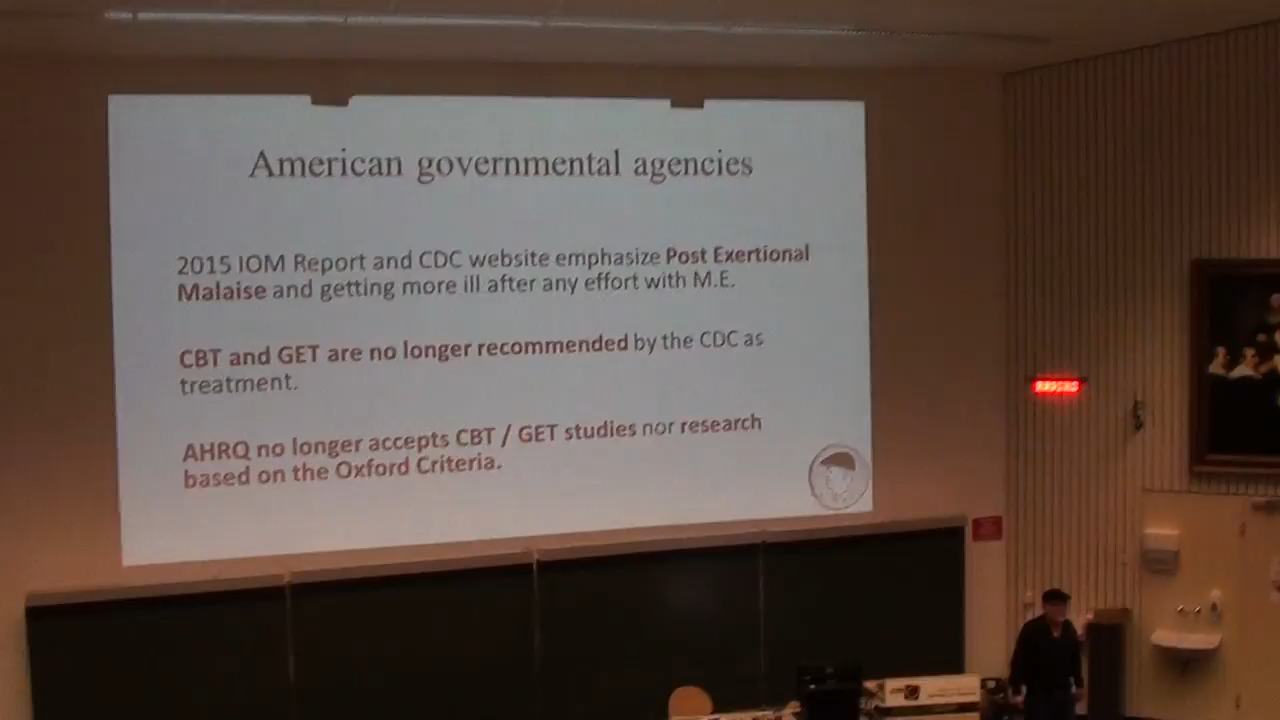 American governmental agencies
2015 IOM Report and CDC website emphasize Post Exertional
Malaise and getting more ill after any effort with M.E.
CBT and GET are no longer recommended by the CDC as
treatment.
AHRQ no longer accepts CBT / GET studies nor research
based on the Oxford Criteria.